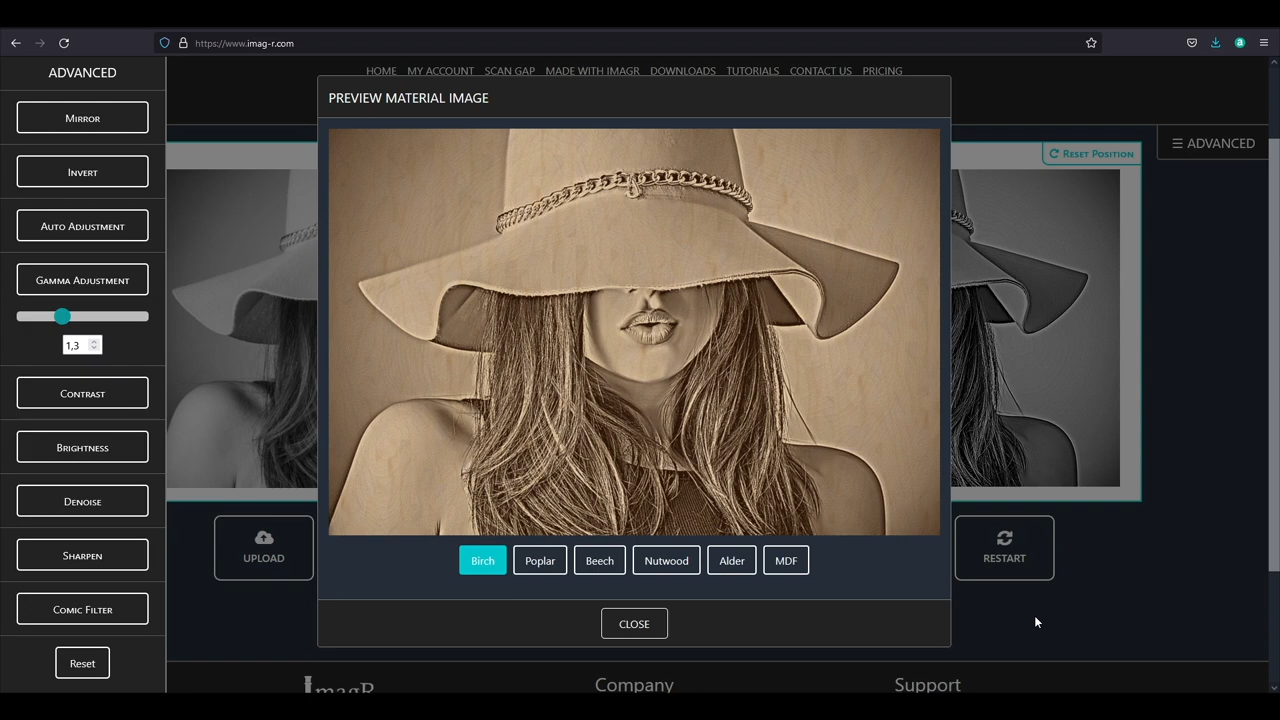 https://www.imag-r.com
ADVANCED
HOME MY ACCOUNT SCAN GAP MADE WITH IMAGR DOWNLOADS TUTORIALS CONTACT US PRICING
PREVIEW MATERIAL IMAGE
MIRROR
☰ ADVANCED
RESET POSITION
INVERT
AUTO ADJUSTMENT
GAMMA ADJUSTMENT
1,3
CONTRAST
BRIGHTNESS
DENOISE
SHARPEN
COMIC FILTER
Reset
UPLOAD
RESTART
Birch Poplar Beech Nutwood Alder MDF
CLOSE
ImagR Company Support